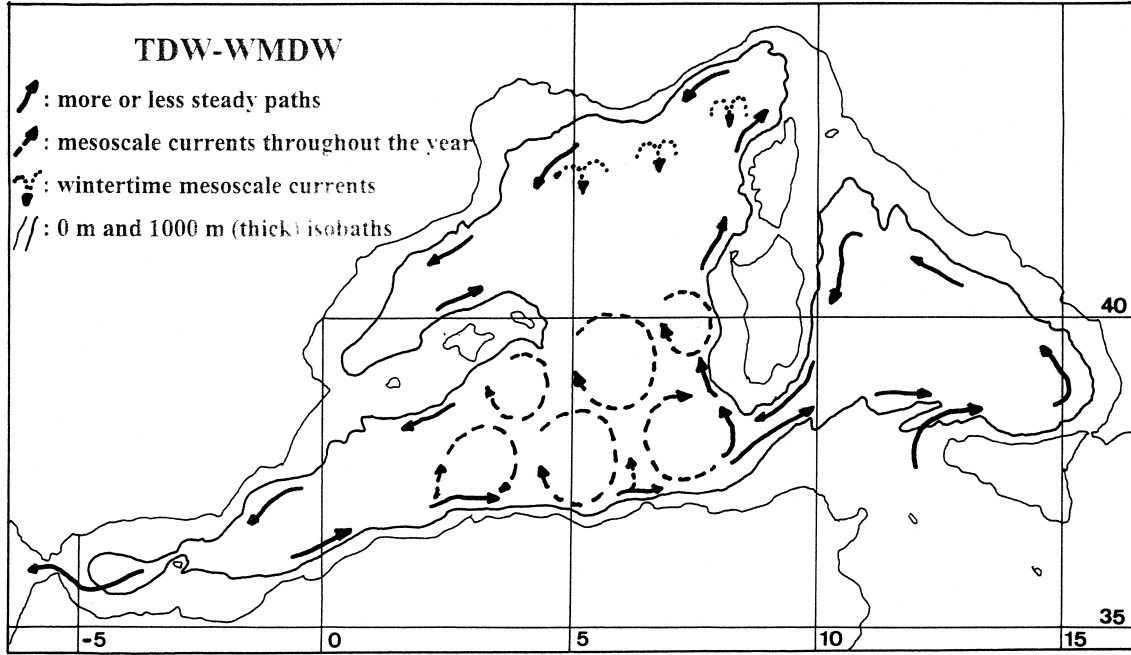 TDW-WMDW
: more or less steady paths
: mesoscale currents throughout the year
: wintertime mesoscale currents
: 0 m and 1000 m (thick) isobaths
40
35
-5 0 5 10 15